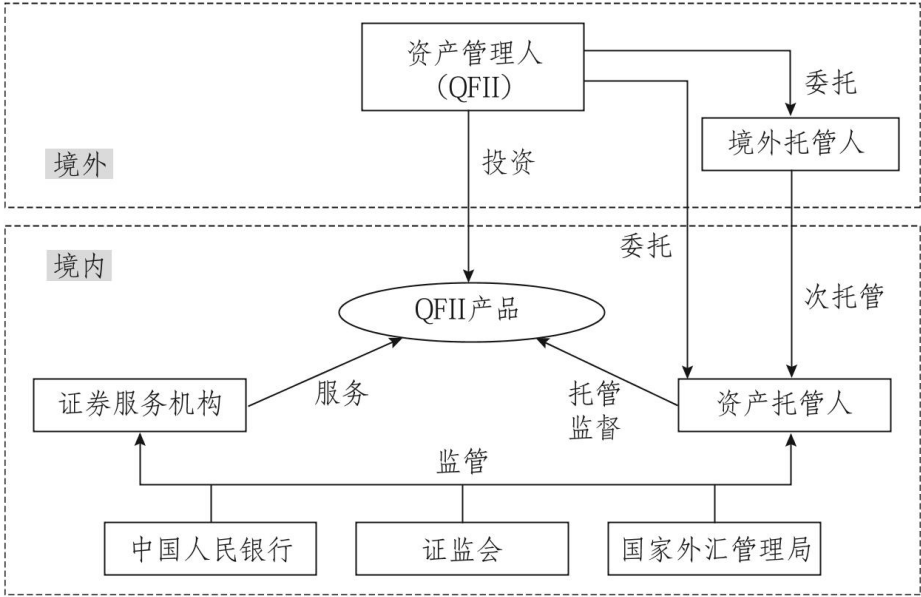 资产管理人
（QFII）
委托
境外托管人
境外
投资
境内
委托
次托管
QFII产品
证券服务机构
服务
托管
监督
资产托管人
监管
中国人民银行
证监会
国家外汇管理局